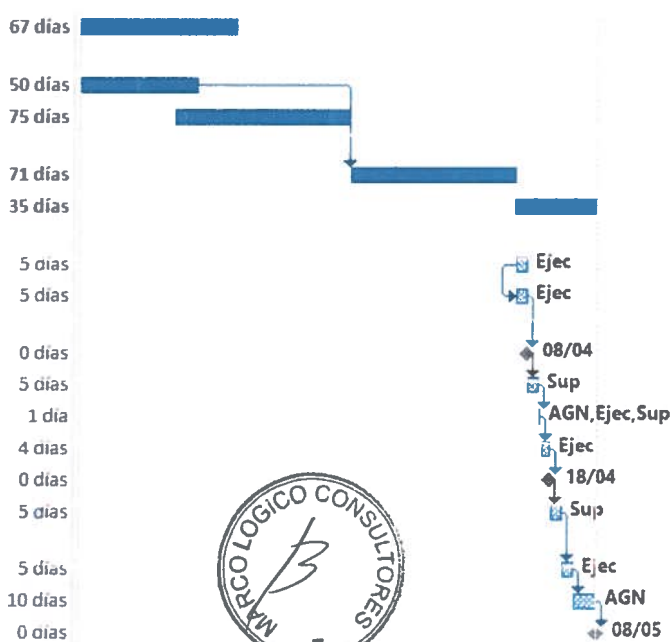 67 días
50 días
75 días
71 días
35 días
5 días Ejec
5 días Ejec
0 días 08/04
5 días Sup
1 día AGN,Ejec,Sup
4 días Ejec
0 días 18/04
5 días Sup
5 días Ejec
10 días AGN
0 días 08/05
MARCO LOGICO CONSULTORES